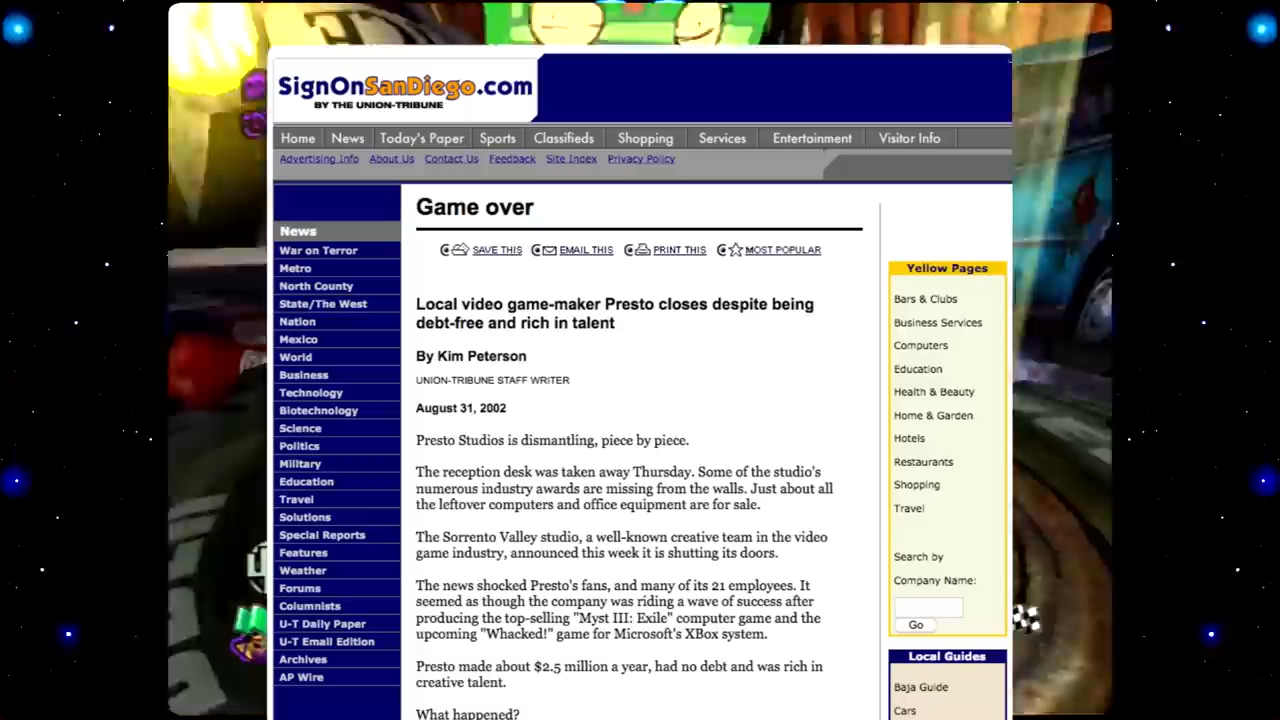 SignOnSanDiego.com
BY THE UNION-TRIBUNE
Home News Today's Paper Sports Classifieds Shopping Services Entertainment Visitor Info
Advertising Info About Us Contact Us Feedback Site Index Privacy Policy
News
War on Terror
Metro
North County
State/The West
Nation
Mexico
World
Business
Technology
Biotechnology
Science
Politics
Military
Education
Travel
Solutions
Special Reports
Features
Weather
Forums
Columnists
U-T Daily Paper
U-T Email Edition
Archives
AP Wire
Game over
SAVE THIS EMAIL THIS PRINT THIS MOST POPULAR
Local video game-maker Presto closes despite being
debt-free and rich in talent
By Kim Peterson
UNION-TRIBUNE STAFF WRITER
August 31, 2002
Presto Studios is dismantling, piece by piece.
The reception desk was taken away Thursday. Some of the studio's
numerous industry awards are missing from the walls. Just about all
the leftover computers and office equipment are for sale.
The Sorrento Valley studio, a well-known creative team in the video
game industry, announced this week it is shutting its doors.
The news shocked Presto's fans, and many of its 21 employees. It
seemed as though the company was riding a wave of success after
producing the top-selling "Myst III: Exile" computer game and the
upcoming "Whacked!" game for Microsoft's XBox system.
Presto made about $2.5 million a year, had no debt and was rich in
creative talent.
What happened?
Yellow Pages
Bars & Clubs
Business Services
Computers
Education
Health & Beauty
Home & Garden
Hotels
Restaurants
Shopping
Travel
Search by
Company Name:
Go
Local Guides
Baja Guide
Cars